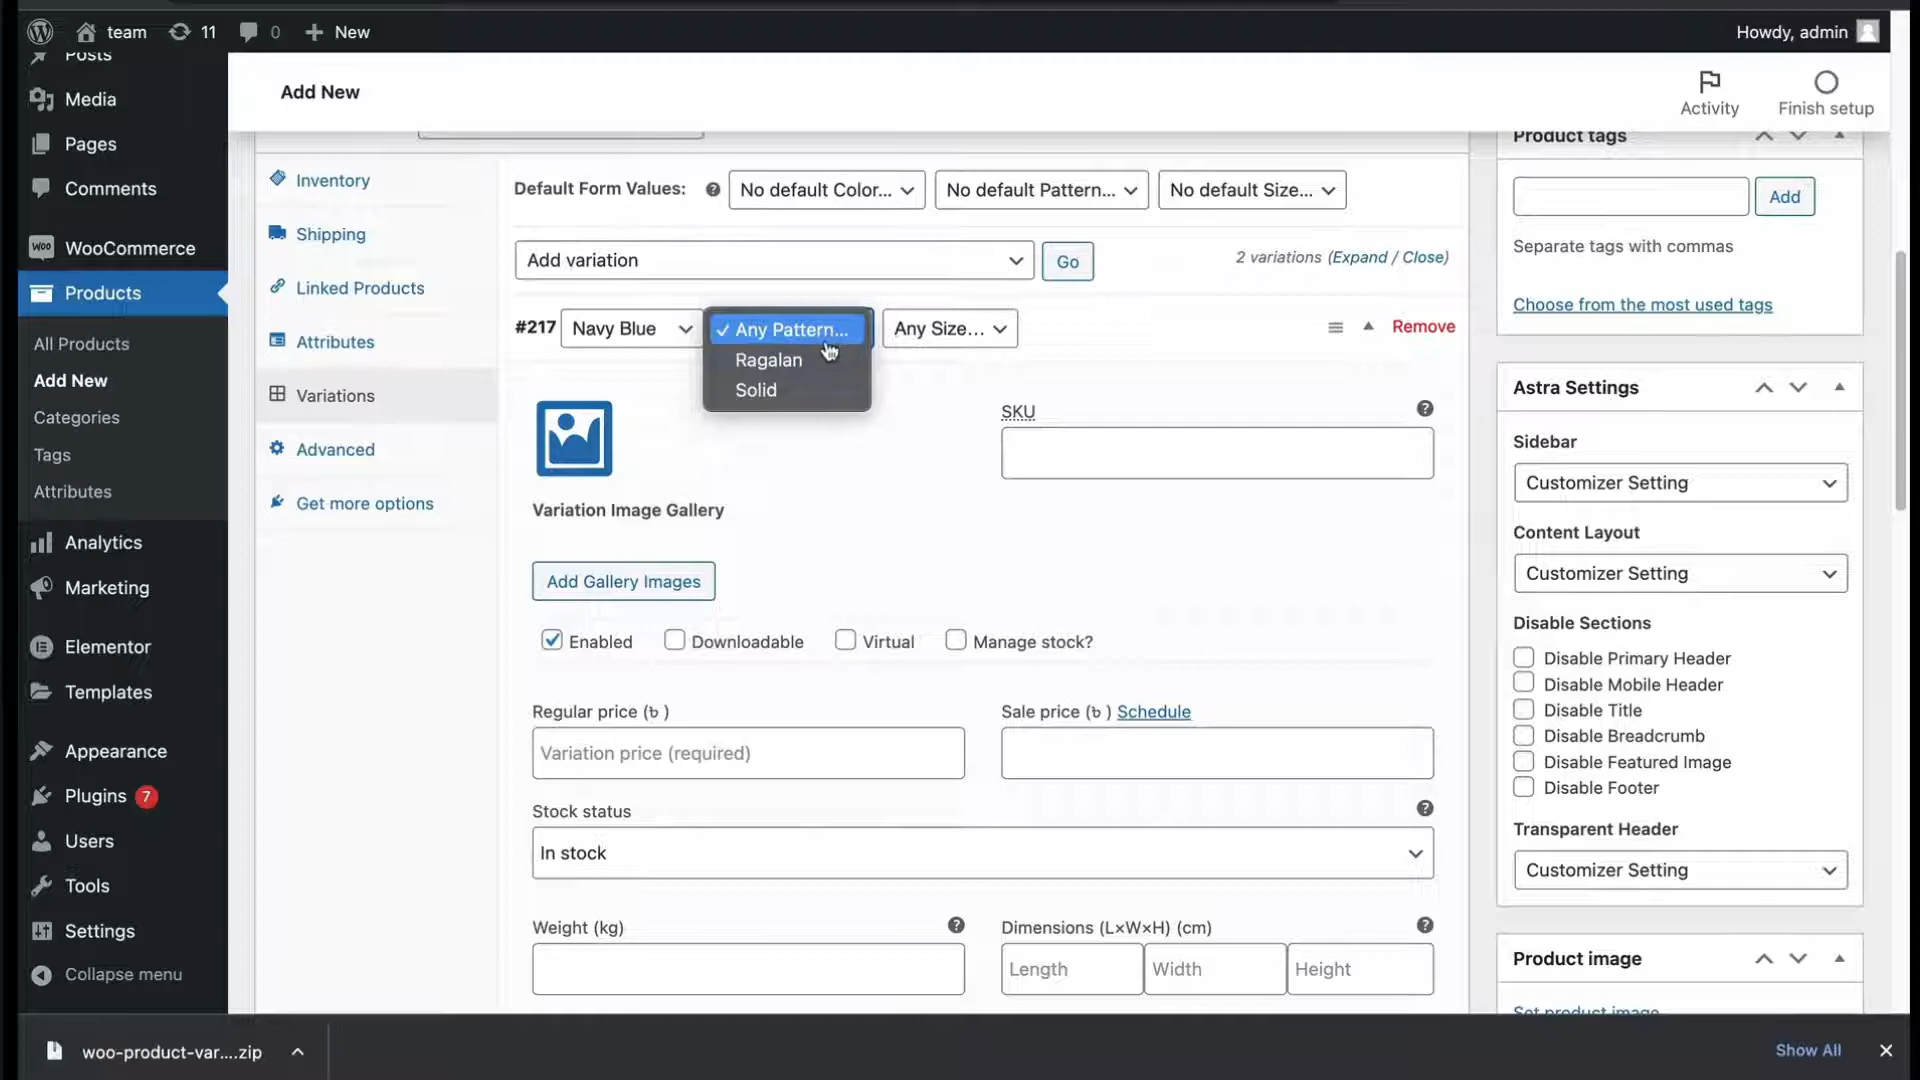 team 11 0 New Howdy, admin
Posts
Media
Pages
Comments
WooCommerce
Products
All Products
Add New
Categories
Tags
Attributes
Analytics
Marketing
Elementor
Templates
Appearance
Plugins 7
Users
Tools
Settings
Collapse menu
Add New
Activity
Finish setup
Inventory
Shipping
Linked Products
Attributes
Variations
Advanced
Get more options
Default Form Values: No default Color... No default Pattern... No default Size...
Add variation Go 2 variations (Expand / Close)
#217 Navy Blue Any Pattern... Any Size... Remove
Ragalan
Solid
SKU
Variation Image Gallery
Add Gallery Images
Enabled Downloadable Virtual Manage stock?
Regular price (৳ ) Sale price (৳ ) Schedule
Variation price (required)
Stock status
In stock
Weight (kg) Dimensions (L×W×H) (cm)
Length Width Height
Product tags
Add
Separate tags with commas
Choose from the most used tags
Astra Settings
Sidebar
Customizer Setting
Content Layout
Customizer Setting
Disable Sections
Disable Primary Header
Disable Mobile Header
Disable Title
Disable Breadcrumb
Disable Featured Image
Disable Footer
Transparent Header
Customizer Setting
Product image
Set product image
woo-product-var....zip Show All